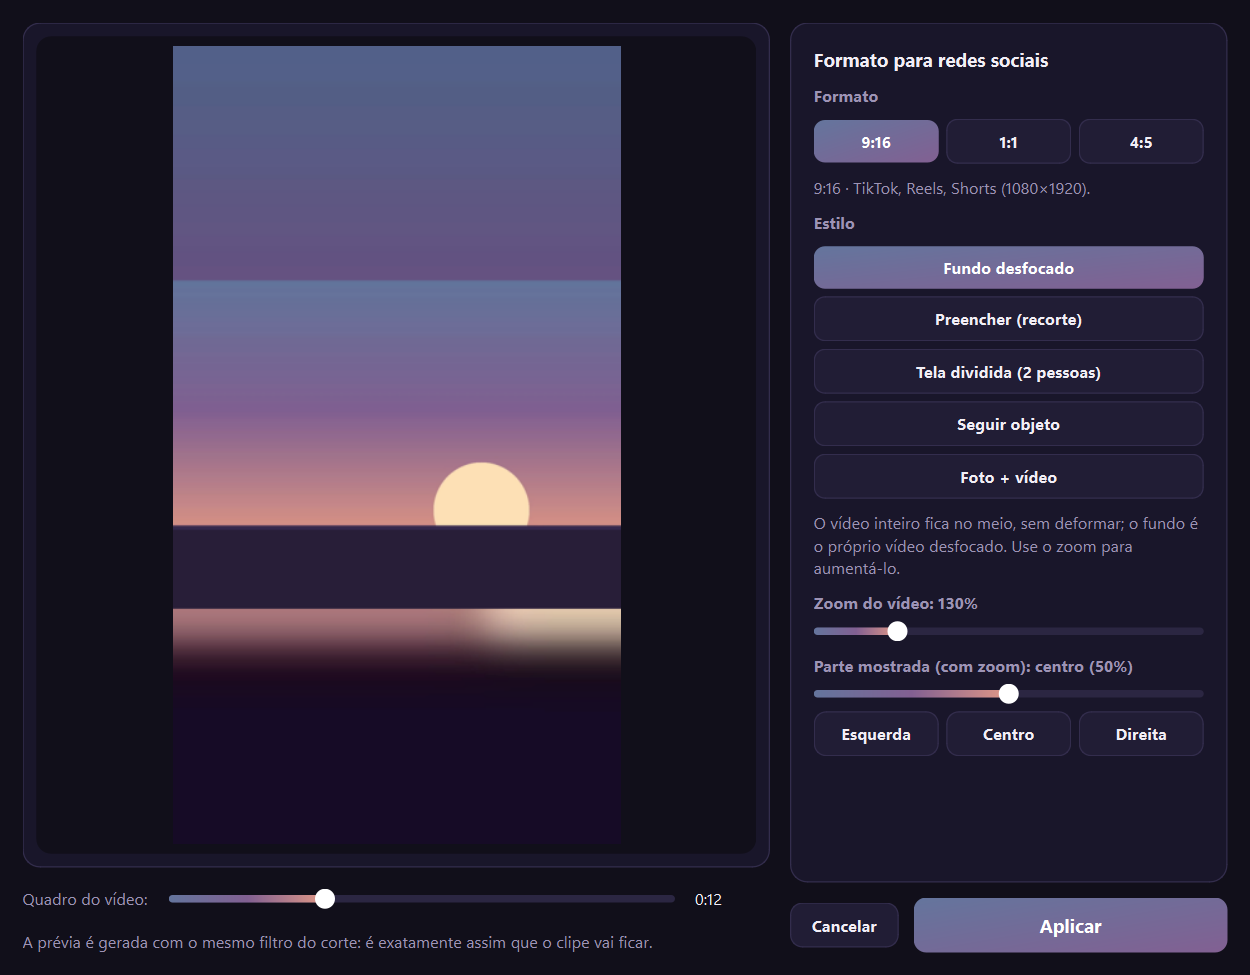 Formato para redes sociais
Formato
9:16
1:1
4:5
9:16 · TikTok, Reels, Shorts (1080×1920).
Estilo
Fundo desfocado
Preencher (recorte)
Tela dividida (2 pessoas)
Seguir objeto
Foto + vídeo
O vídeo inteiro fica no meio, sem deformar; o fundo é
o próprio vídeo desfocado. Use o zoom para
aumentá-lo.
Zoom do vídeo: 130%
Parte mostrada (com zoom): centro (50%)
Esquerda
Centro
Direita
Quadro do vídeo:
0:12
A prévia é gerada com o mesmo filtro do corte: é exatamente assim que o clipe vai ficar.
Cancelar
Aplicar